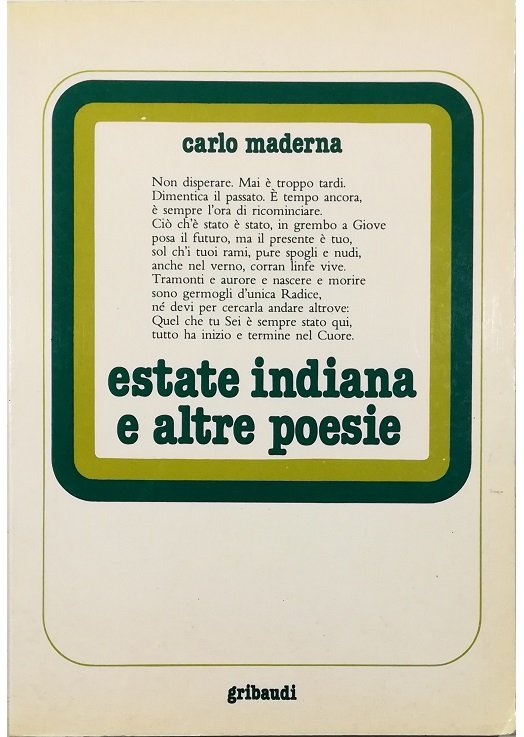 carlo maderna
Non disperare. Mai è troppo tardi.
Dimentica il passato. È tempo ancora,
è sempre l'ora di ricominciare.
Ciò ch'è stato è stato, in grembo a Giove
posa il futuro, ma il presente è tuo,
sol ch'i tuoi rami, pure spogli e nudi,
anche nel verno, corran linfe vive.
Tramonti e aurore e nascere e morire
sono germogli d'unica Radice,
né devi per cercarla andare altrove:
Quel che tu Sei è sempre stato qui,
tutto ha inizio e termine nel Cuore.
estate indiana
e altre poesie
gribaudi